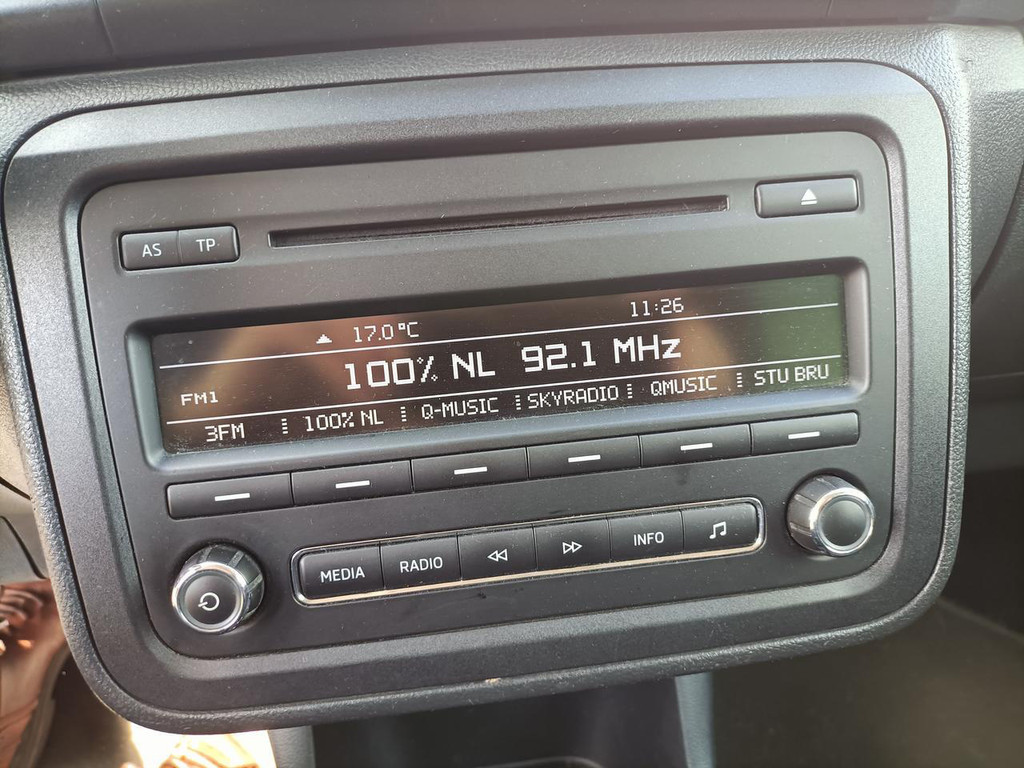 AS TP
17.0°C 11:26
100% NL 92.1 MHz
FM1
3FM 100% NL Q-MUSIC SKYRADIO QMUSIC STU BRU
MEDIA RADIO INFO